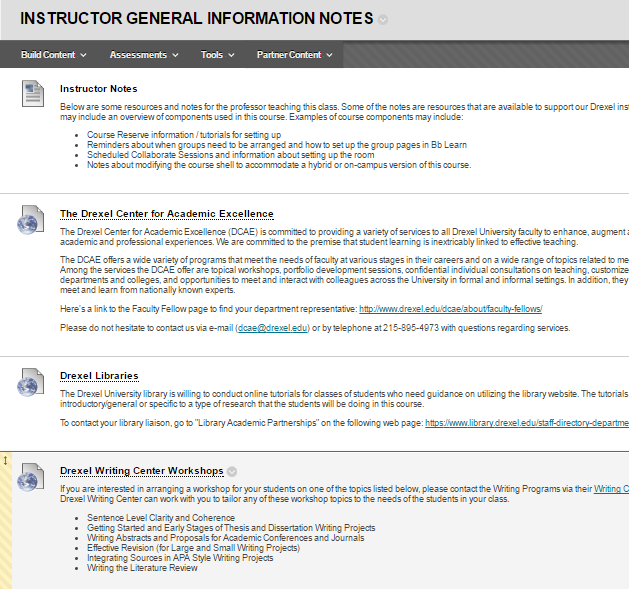 INSTRUCTOR GENERAL INFORMATION NOTES
Build Content Assessments Tools Partner Content
Instructor Notes
Below are some resources and notes for the professor teaching this class. Some of the notes are resources that are available to support our Drexel
may include an overview of components used in this course. Examples of course components may include:
Course Reserve information / tutorials for setting up
Reminders about when groups need to be arranged and how to set up the group pages in Bb Learn
Scheduled Collaborate Sessions and information about setting up the room
Notes about modifying the course shell to accommodate a hybrid or on-campus version of this course.
The Drexel Center for Academic Excellence
The Drexel Center for Academic Excellence (DCAE) is committed to providing a variety of services to all Drexel University faculty to enhance, augment
academic and professional experiences. We are committed to the premise that student learning is inextricably linked to effective teaching.
The DCAE offers a wide variety of programs that meet the needs of faculty at various stages in their careers and on a wide range of topics related to
Among the services the DCAE offer are topical workshops, portfolio development sessions, confidential individual consultations on teaching, customize
departments and colleges, and opportunities to meet and interact with colleagues across the University in formal and informal settings. In addition, they
meet and learn from nationally known experts.
Here's a link to the Faculty Fellow page to find your department representative: http://www.drexel.edu/dcae/about/faculty-fellows/
Please do not hesitate to contact us via e-mail (dcae@drexel.edu) or by telephone at 215-895-4973 with questions regarding services.
Drexel Libraries
The Drexel University library is willing to conduct online tutorials for classes of students who need guidance on utilizing the library website. The tutorials
introductory/general or specific to a type of research that the students will be doing in this course.
To contact your library liaison, go to "Library Academic Partnerships" on the following web page: https://www.library.drexel.edu/staff-directory-departme
Drexel Writing Center Workshops
If you are interested in arranging a workshop for your students on one of the topics listed below, please contact the Writing Programs via their Writing C
Drexel Writing Center can work with you to tailor any of these workshop topics to the needs of the students in your class.
Sentence Level Clarity and Coherence
Getting Started and Early Stages of Thesis and Dissertation Writing Projects
Writing Abstracts and Proposals for Academic Conferences and Journals
Effective Revision (for Large and Small Writing Projects)
Integrating Sources in APA Style Writing Projects
Writing the Literature Review